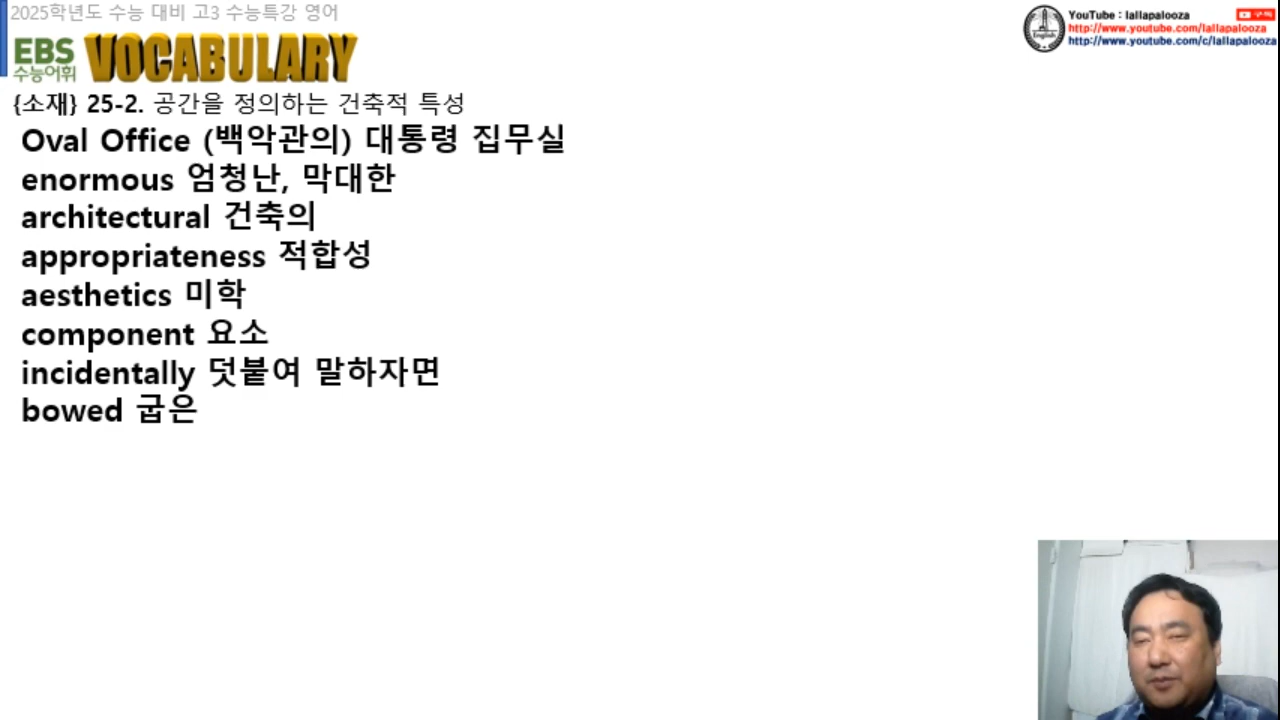 2025학년도 수능 대비 고3 수능특강 영어
EBS
수능어휘
VOCABULARY
YouTube : lallapalooza
구독
http://www.youtube.com/lallapalooza
http://www.youtube.com/c/lallapalooza
English
{소재} 25-2. 공간을 정의하는 건축적 특성
Oval Office (백악관의) 대통령 집무실
enormous 엄청난, 막대한
architectural 건축의
appropriateness 적합성
aesthetics 미학
component 요소
incidentally 덧붙여 말하자면
bowed 굽은